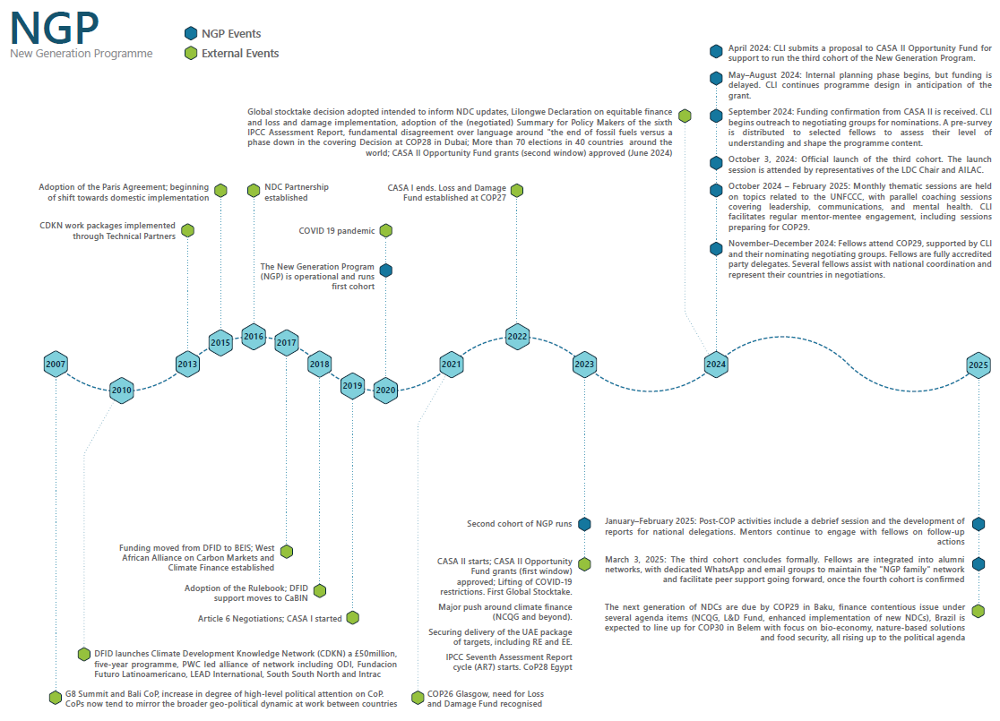 NGP
New Generation Programme
NGP Events
External Events
April 2024: CLI submits a proposal to CASA II Opportunity Fund for
support to run the third cohort of the New Generation Program.
May–August 2024: Internal planning phase begins, but funding is
delayed. CLI continues programme design in anticipation of the
grant.
September 2024: Funding confirmation from CASA II is received. CLI
begins outreach to negotiating groups for nominations. A pre-survey
is distributed to selected fellows to assess their level of
understanding and shape the programme content.
October 3, 2024: Official launch of the third cohort. The launch
session is attended by representatives of the LDC Chair and AILAC.
October 2024 – February 2025: Monthly thematic sessions are held
on topics related to the UNFCCC, with parallel coaching sessions
covering leadership, communications, and mental health. CLI
facilitates regular mentor-mentee engagement, including sessions
preparing for COP29.
November–December 2024: Fellows attend COP29, supported by CLI
and their nominating negotiating groups. Fellows are fully accredited
party delegates. Several fellows assist with national coordination and
represent their countries in negotiations.
Global stocktake decision adopted intended to inform NDC updates, Lilongwe Declaration on equitable finance
and loss and damage implementation, adoption of the (negotiated) Summary for Policy Makers of the sixth
IPCC Assessment Report, fundamental disagreement over language around "the end of fossil fuels versus a
phase down in the covering Decision at COP28 in Dubai; More than 70 elections in 40 countries around the
world; CASA II Opportunity Fund grants (second window) approved (June 2024)
Adoption of the Paris Agreement; beginning
of shift towards domestic implementation
NDC Partnership
established
CASA I ends. Loss and Damage
Fund established at COP27
CDKN work packages implemented
through Technical Partners
COVID 19 pandemic
The New Generation Program
(NGP) is operational and runs
first cohort
2007
2010
2013
2015
2016
2017
2018
2019
2020
2021
2022
2023
2024
2025
Second cohort of NGP runs
CASA II starts; CASA II Opportunity
Fund grants (first window)
approved; Lifting of COVID-19
restrictions. First Global Stocktake.
Major push around climate finance
(NCQG and beyond).
Securing delivery of the UAE package
of targets, including RE and EE.
IPCC Seventh Assessment Report
cycle (AR7) starts. CoP28 Egypt
January–February 2025: Post-COP activities include a debrief session and the development of
reports for national delegations. Mentors continue to engage with fellows on follow-up
actions
March 3, 2025: The third cohort concludes formally. Fellows are integrated into alumni
networks, with dedicated WhatsApp and email groups to maintain the "NGP family" network
and facilitate peer support going forward, once the fourth cohort is confirmed
The next generation of NDCs are due by COP29 in Baku, finance contentious issue under
several agenda items (NCQG, L&D Fund, enhanced implementation of new NDCs), Brazil is
expected to line up for COP30 in Belem with focus on bio-economy, nature-based solutions
and food security, all rising up to the political agenda
Funding moved from DFID to BEIS; West
African Alliance on Carbon Markets and
Climate Finance established
Adoption of the Rulebook; DFID
support moves to CaBIN
Article 6 Negotiations; CASA I started
DFID launches Climate Development Knowledge Network (CDKN) a £50million,
five-year programme, PWC led alliance of network including ODI, Fundacion
Futuro Latinoamericano, LEAD International, South South North and Intrac
G8 Summit and Bali CoP, increase in degree of high-level political attention on CoP.
CoPs now tend to mirror the broader geo-political dynamic at work between countries
COP26 Glasgow, need for Loss
and Damage Fund recognised